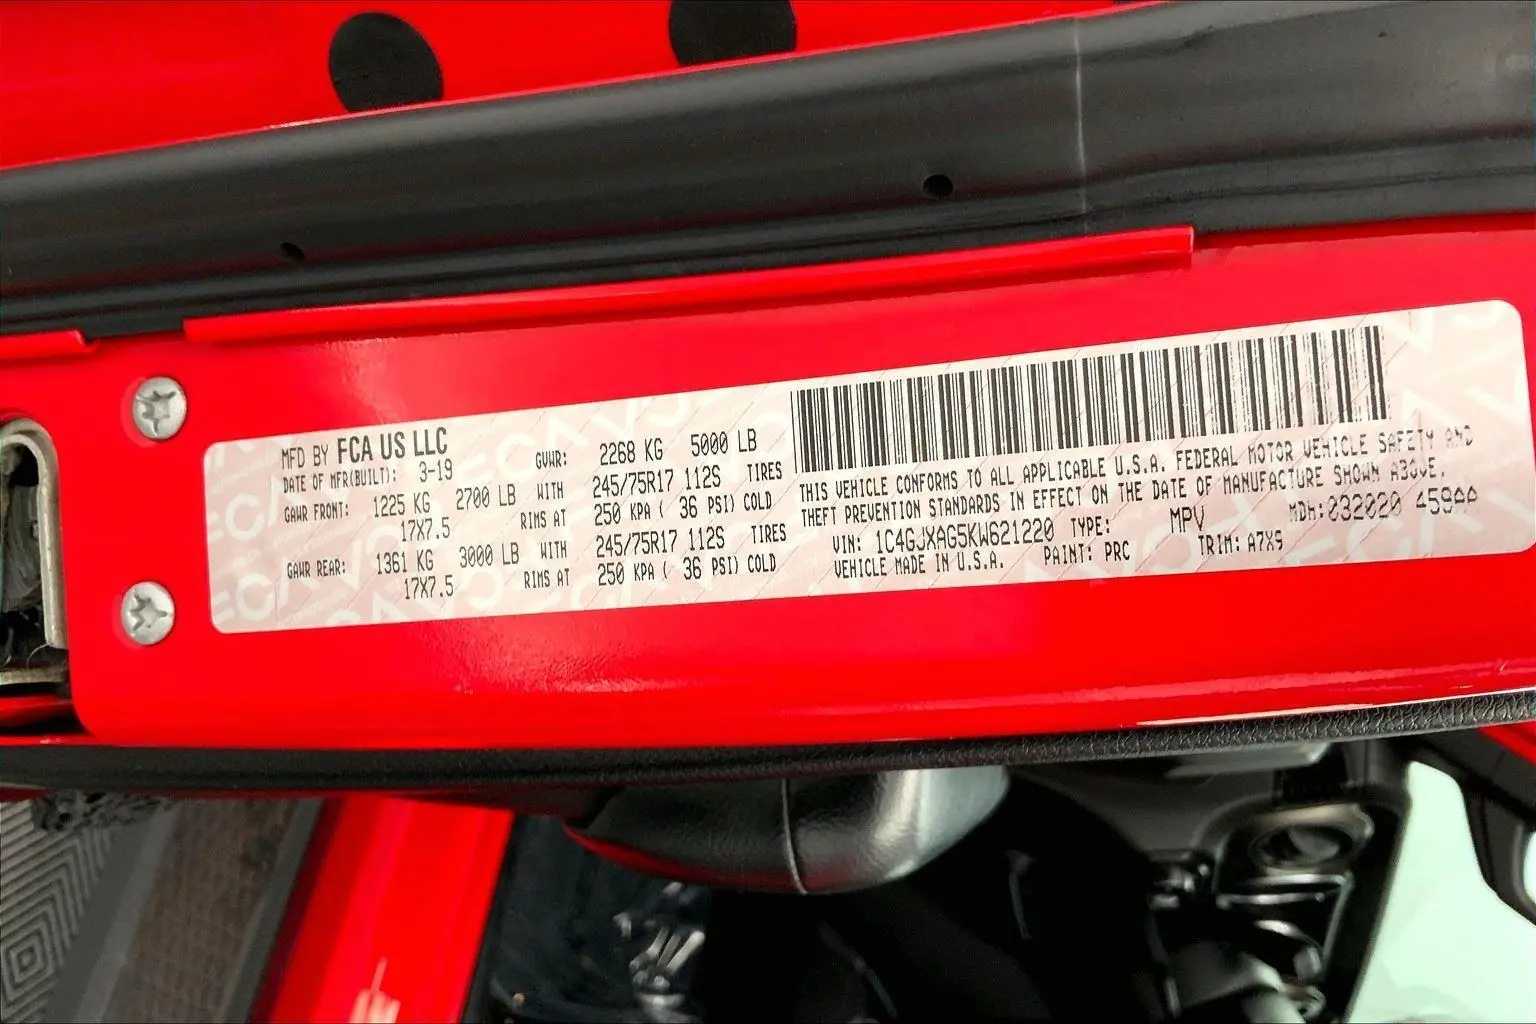 MFD BY FCA US LLC
DATE OF MFR(BUILT): 3-19
GVWR: 2268 KG 5000 LB
GAWR FRONT: 1225 KG 2700 LB WITH 245/75R17 112S TIRES
17X7.5 RIMS AT 250 KPA ( 36 PSI) COLD
GAWR REAR: 1361 KG 3000 LB WITH 245/75R17 112S TIRES
17X7.5 RIMS AT 250 KPA ( 36 PSI) COLD
THIS VEHICLE CONFORMS TO ALL APPLICABLE U.S.A. FEDERAL MOTOR VEHICLE SAFETY AND
THEFT PREVENTION STANDARDS IN EFFECT ON THE DATE OF MANUFACTURE SHOWN ABOVE.
VIN: 1C4GJXAG5KW621220 TYPE: MPV MDH:032020
VEHICLE MADE IN U.S.A. PAINT: PRC TRIM: